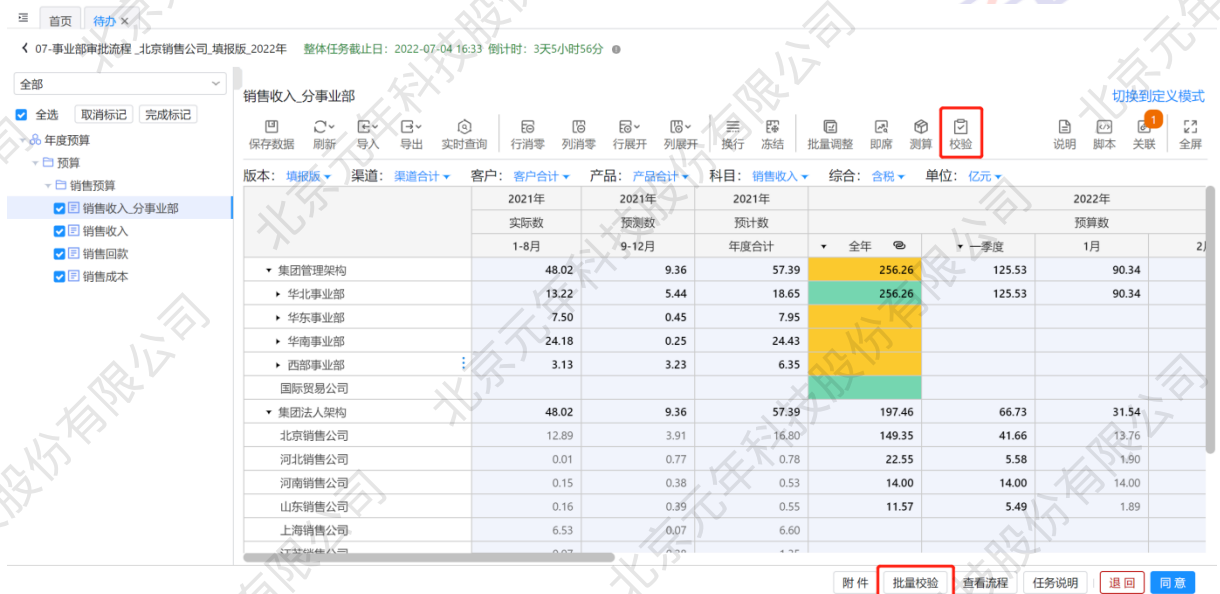 首页 待办 ×
07-事业部审批流程 _北京销售公司_填报版_2022年 整体任务截止日：2022-07-04 16:33 倒计时：3天5小时56分
全部
全选 取消标记 完成标记
年度预算
预算
销售预算
销售收入_分事业部
销售收入
销售回款
销售成本
销售收入_分事业部 切换到定义模式
保存数据 刷新 导入 导出 实时查询 行消零 列消零 行展开 列展开 换行 冻结 批量调整 即席 测算 校验 说明 脚本 关联 1 全屏
版本：填报版 渠道：渠道合计 客户：客户合计 产品：产品合计 科目：销售收入 综合：含税 单位：亿元
2021年 2021年 2021年 2022年
实际数 预测数 预计数 预算数
1-8月 9-12月 年度合计 全年 一季度 1月
集团管理架构 48.02 9.36 57.39 256.26 125.53 90.34
华北事业部 13.22 5.44 18.65 256.26 125.53 90.34
华东事业部 7.50 0.45 7.95
华南事业部 24.18 0.25 24.43
西部事业部 3.13 3.23 6.35
国际贸易公司
集团法人架构 48.02 9.36 57.39 197.46 66.73 31.54
北京销售公司 12.89 3.91 16.80 149.35 41.66 13.76
河北销售公司 0.01 0.77 0.78 22.55 5.58 1.90
河南销售公司 0.15 0.38 0.53 14.00 14.00 14.00
山东销售公司 0.16 0.39 0.55 11.57 5.49 1.89
上海销售公司 6.53 0.07 6.60
附 件 批量校验 查看流程 任务说明 退 回 同 意
北京元年科技股份有限公司